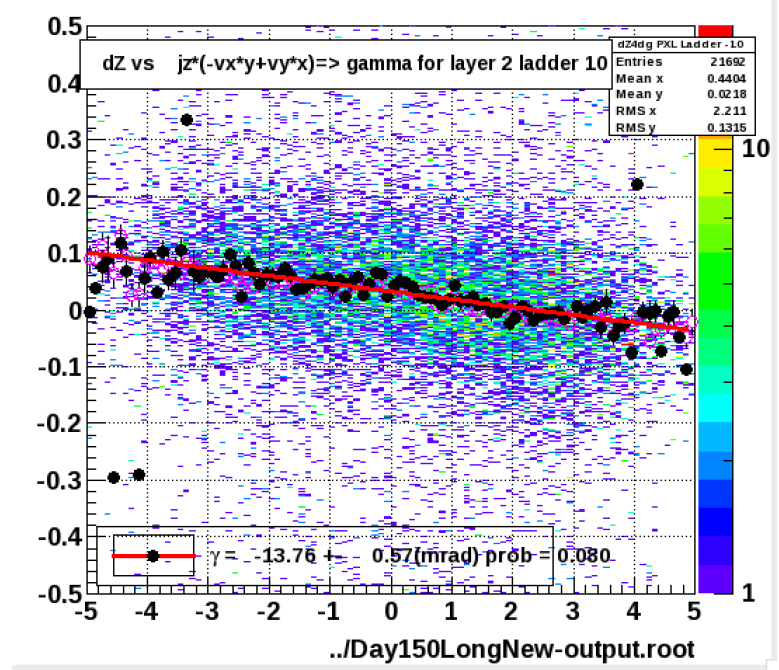 dZ vs jz*(-vx*y+vy*x)=> gamma for layer 2 ladder 10
dZ4dg PXL Ladder -10
Entries 21692
Mean x 0.4404
Mean y 0.0218
RMS x 2.211
RMS y 0.1315
0.5
0.4
0.3
0.2
0.1
0
-0.1
-0.2
-0.3
-0.4
-0.5
10
1
γ = -13.76 +- 0.57(mrad) prob = 0.080
-5 -4 -3 -2 -1 0 1 2 3 4 5
../Day150LongNew-output.root